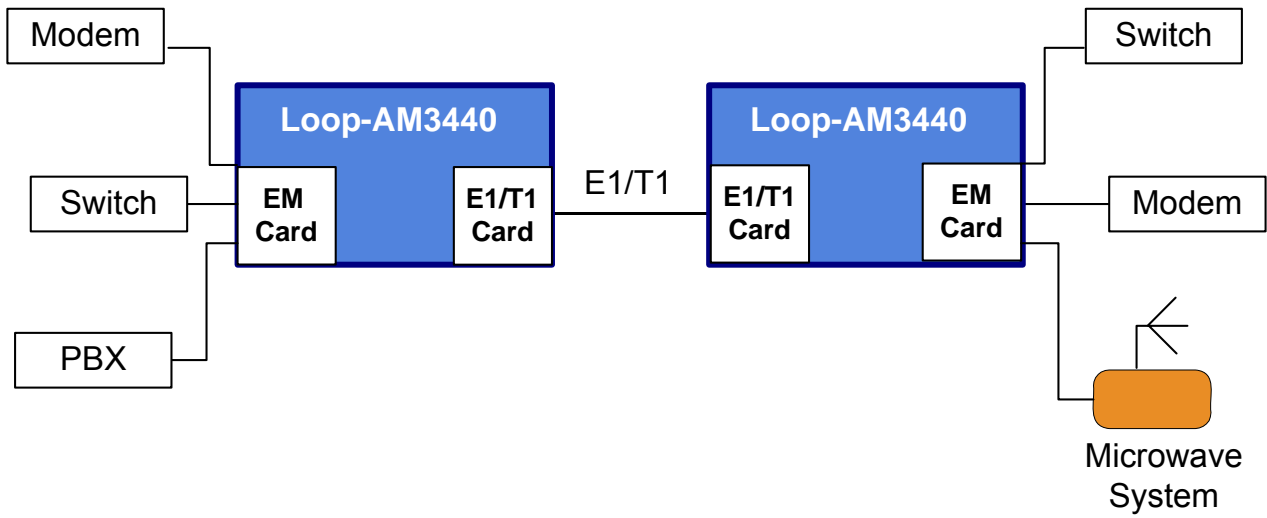 Modem
Switch
PBX
Loop-AM3440
EM
Card
E1/T1
Card
E1/T1
Loop-AM3440
E1/T1
Card
EM
Card
Switch
Modem
Microwave
System